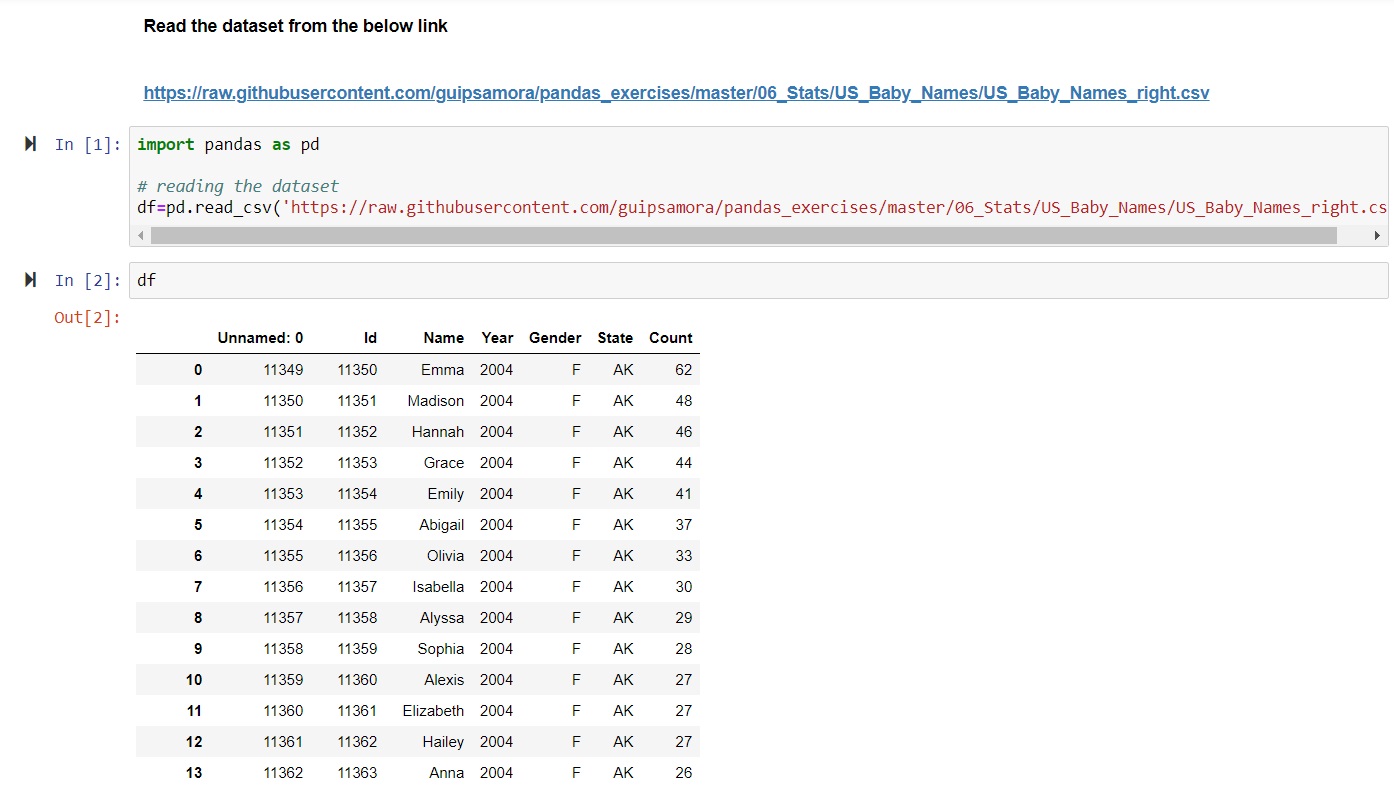 Read the dataset from the below link
https://raw.githubusercontent.com/guipsamora/pandas_exercises/master/06_Stats/US_Baby_Names/US_Baby_Names_right.csv
In [1]: import pandas as pd
# reading the dataset
df=pd.read_csv('https://raw.githubusercontent.com/guipsamora/pandas_exercises/master/06_Stats/US_Baby_Names/US_Baby_Names_right.cs
In [2]: df
Out[2]:
Unnamed: 0 Id Name Year Gender State Count
0 11349 11350 Emma 2004 F AK 62
1 11350 11351 Madison 2004 F AK 48
2 11351 11352 Hannah 2004 F AK 46
3 11352 11353 Grace 2004 F AK 44
4 11353 11354 Emily 2004 F AK 41
5 11354 11355 Abigail 2004 F AK 37
6 11355 11356 Olivia 2004 F AK 33
7 11356 11357 Isabella 2004 F AK 30
8 11357 11358 Alyssa 2004 F AK 29
9 11358 11359 Sophia 2004 F AK 28
10 11359 11360 Alexis 2004 F AK 27
11 11360 11361 Elizabeth 2004 F AK 27
12 11361 11362 Hailey 2004 F AK 27
13 11362 11363 Anna 2004 F AK 26